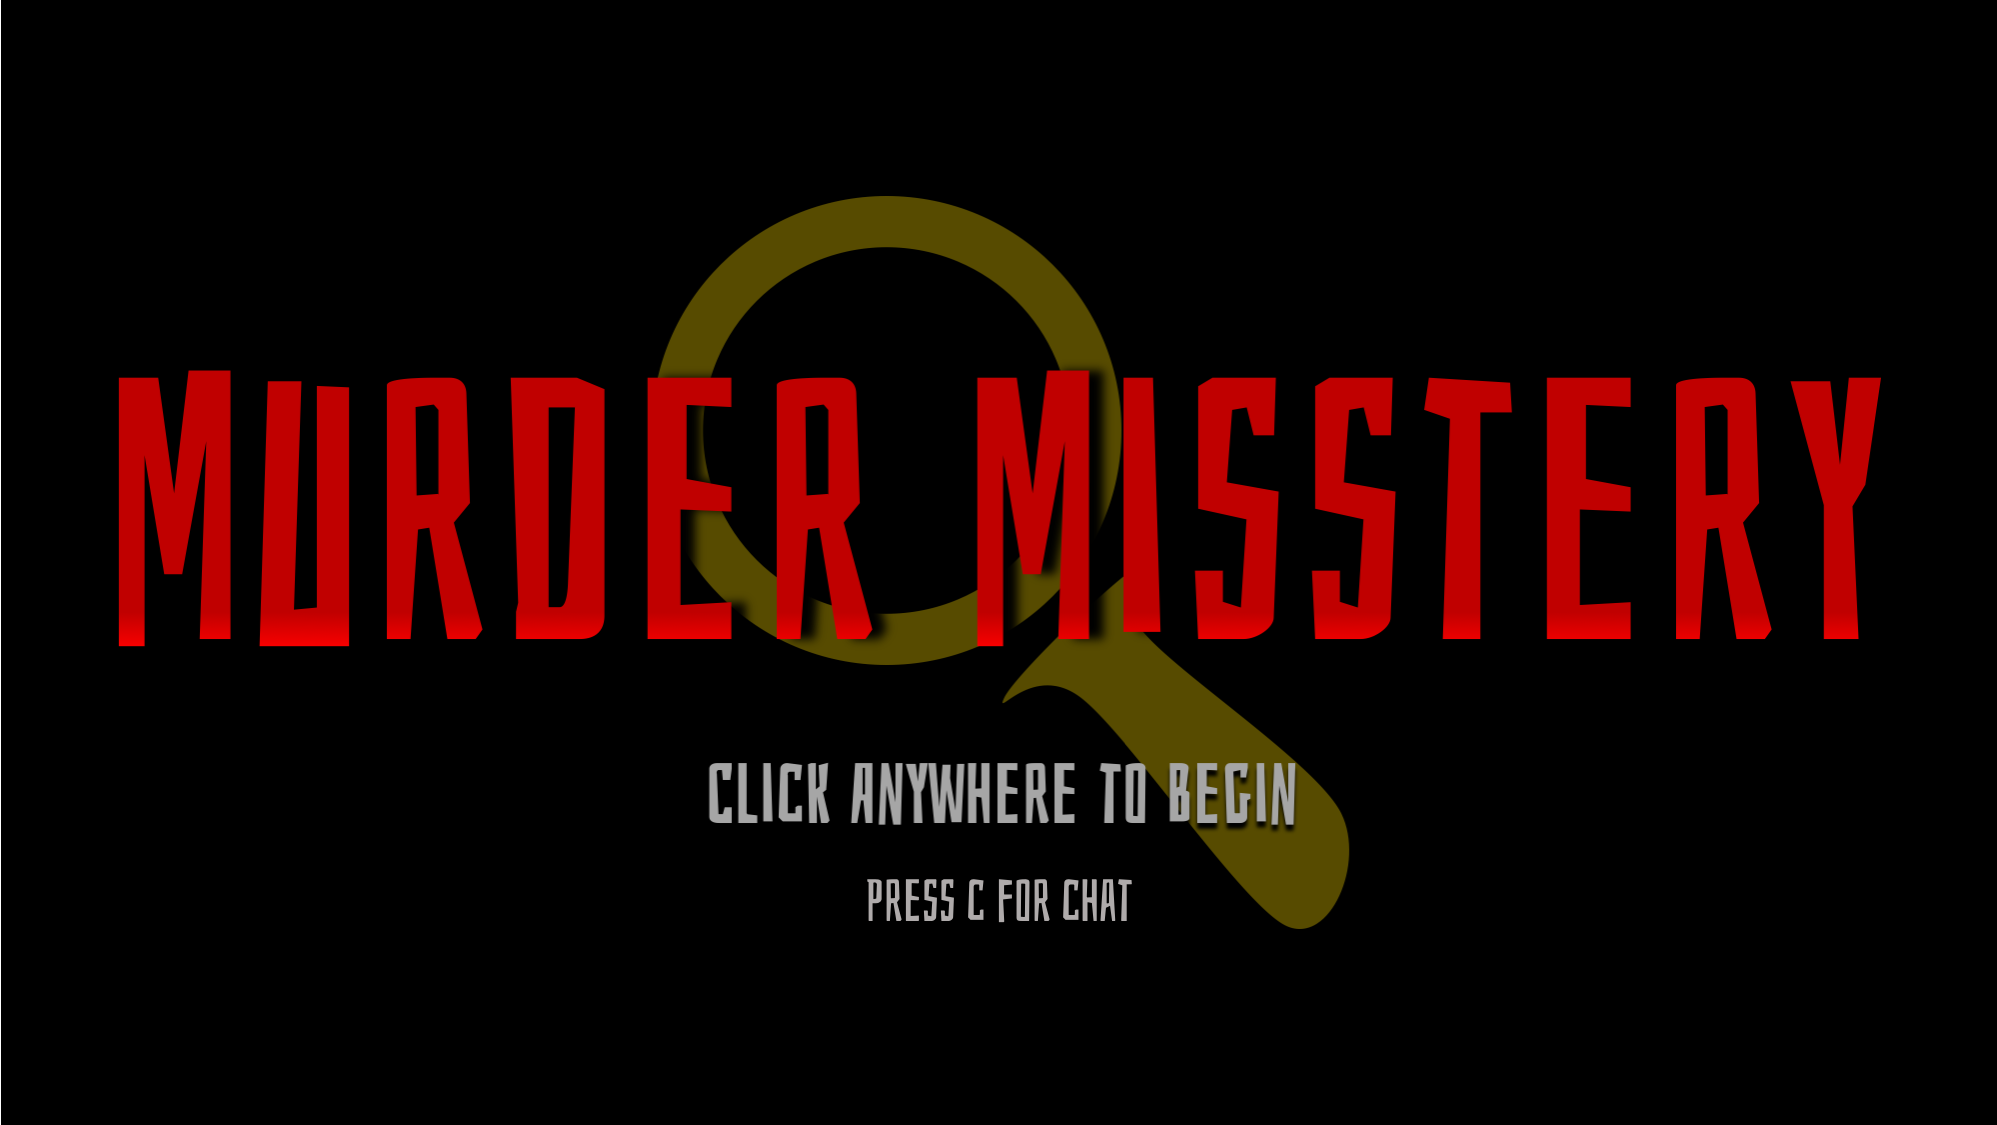 MURDER MISSTERY
CLICK ANYWHERE TO BEGIN
PRESS C FOR CHAT